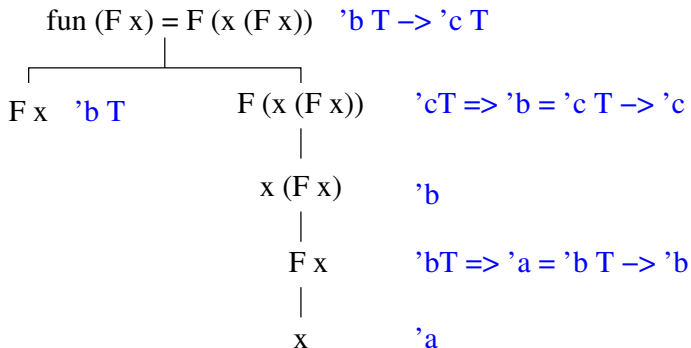 fun (F x) = F (x (F x)) ’b T −> ’c T
F x ’b T F (x (F x)) ’cT => ’b = ’c T −> ’c
x (F x) ’b
F x ’bT => ’a = ’b T −> ’b
x ’a